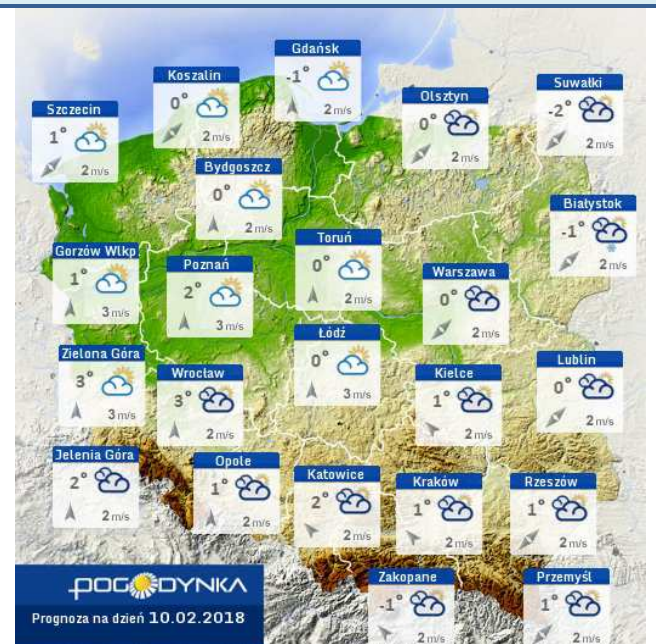 Gdańsk
-1°
2 m/s
Koszalin
0°
2 m/s
Olsztyn
0°
2 m/s
Suwałki
-2°
2 m/s
Szczecin
1°
2 m/s
Bydgoszcz
0°
2 m/s
Białystok
-1°
2 m/s
Gorzów Wlkp
1°
3 m/s
Poznań
2°
3 m/s
Toruń
0°
2 m/s
Warszawa
0°
2 m/s
Zielona Góra
3°
3 m/s
Wrocław
3°
2 m/s
Łódź
0°
3 m/s
Kielce
1°
2 m/s
Lublin
0°
2 m/s
Jelenia Góra
2°
2 m/s
Opole
1°
2 m/s
Katowice
2°
2 m/s
Kraków
1°
2 m/s
Rzeszów
1°
2 m/s
Zakopane
-1°
2 m/s
Przemyśl
1°
2 m/s
POGODYNKA
Prognoza na dzień 10.02.2018